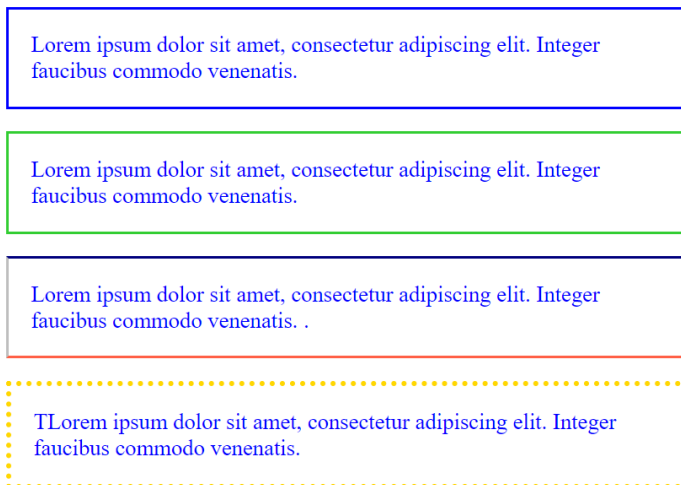 Lorem ipsum dolor sit amet, consectetur adipiscing elit. Integer
faucibus commodo venenatis.
Lorem ipsum dolor sit amet, consectetur adipiscing elit. Integer
faucibus commodo venenatis.
Lorem ipsum dolor sit amet, consectetur adipiscing elit. Integer
faucibus commodo venenatis. .
TLorem ipsum dolor sit amet, consectetur adipiscing elit. Integer
faucibus commodo venenatis.